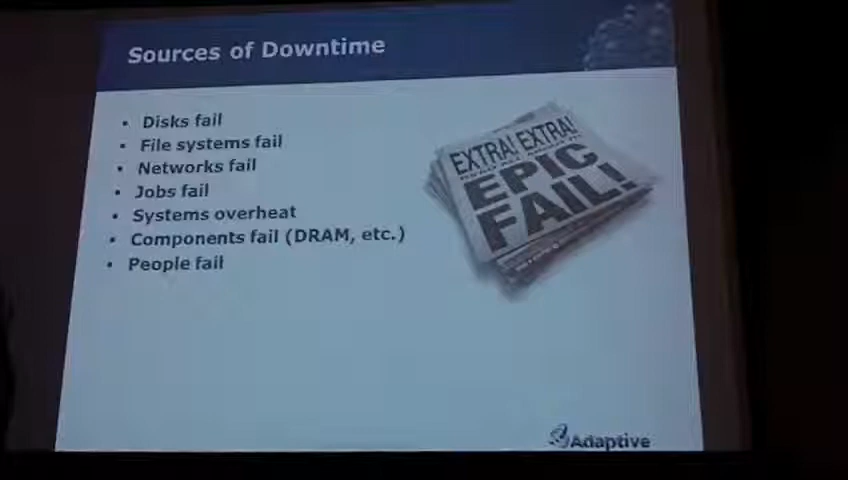 Sources of Downtime
Disks fail
File systems fail
Networks fail
Jobs fail
Systems overheat
Components fail (DRAM, etc.)
People fail
EXTRA! EXTRA!
EPIC
FAIL!
Adaptive